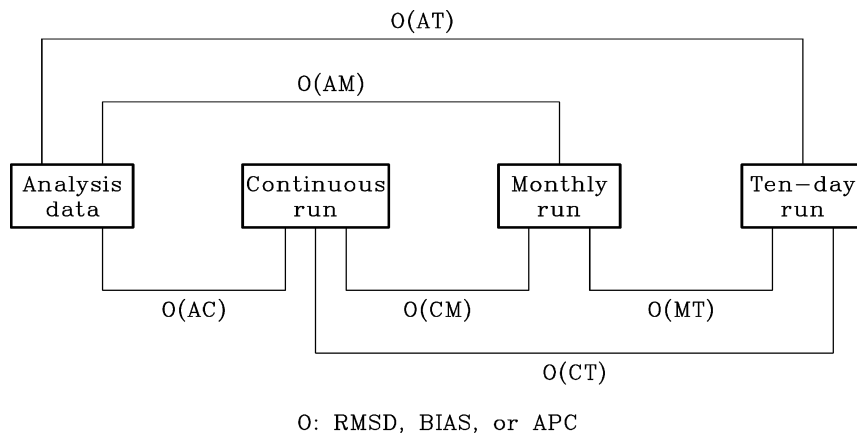 O(AT)
O(AM)
Analysis
data
Continuous
run
Monthly
run
Ten-day
run
O(AC)
O(CM)
O(MT)
O(CT)
O: RMSD, BIAS, or APC